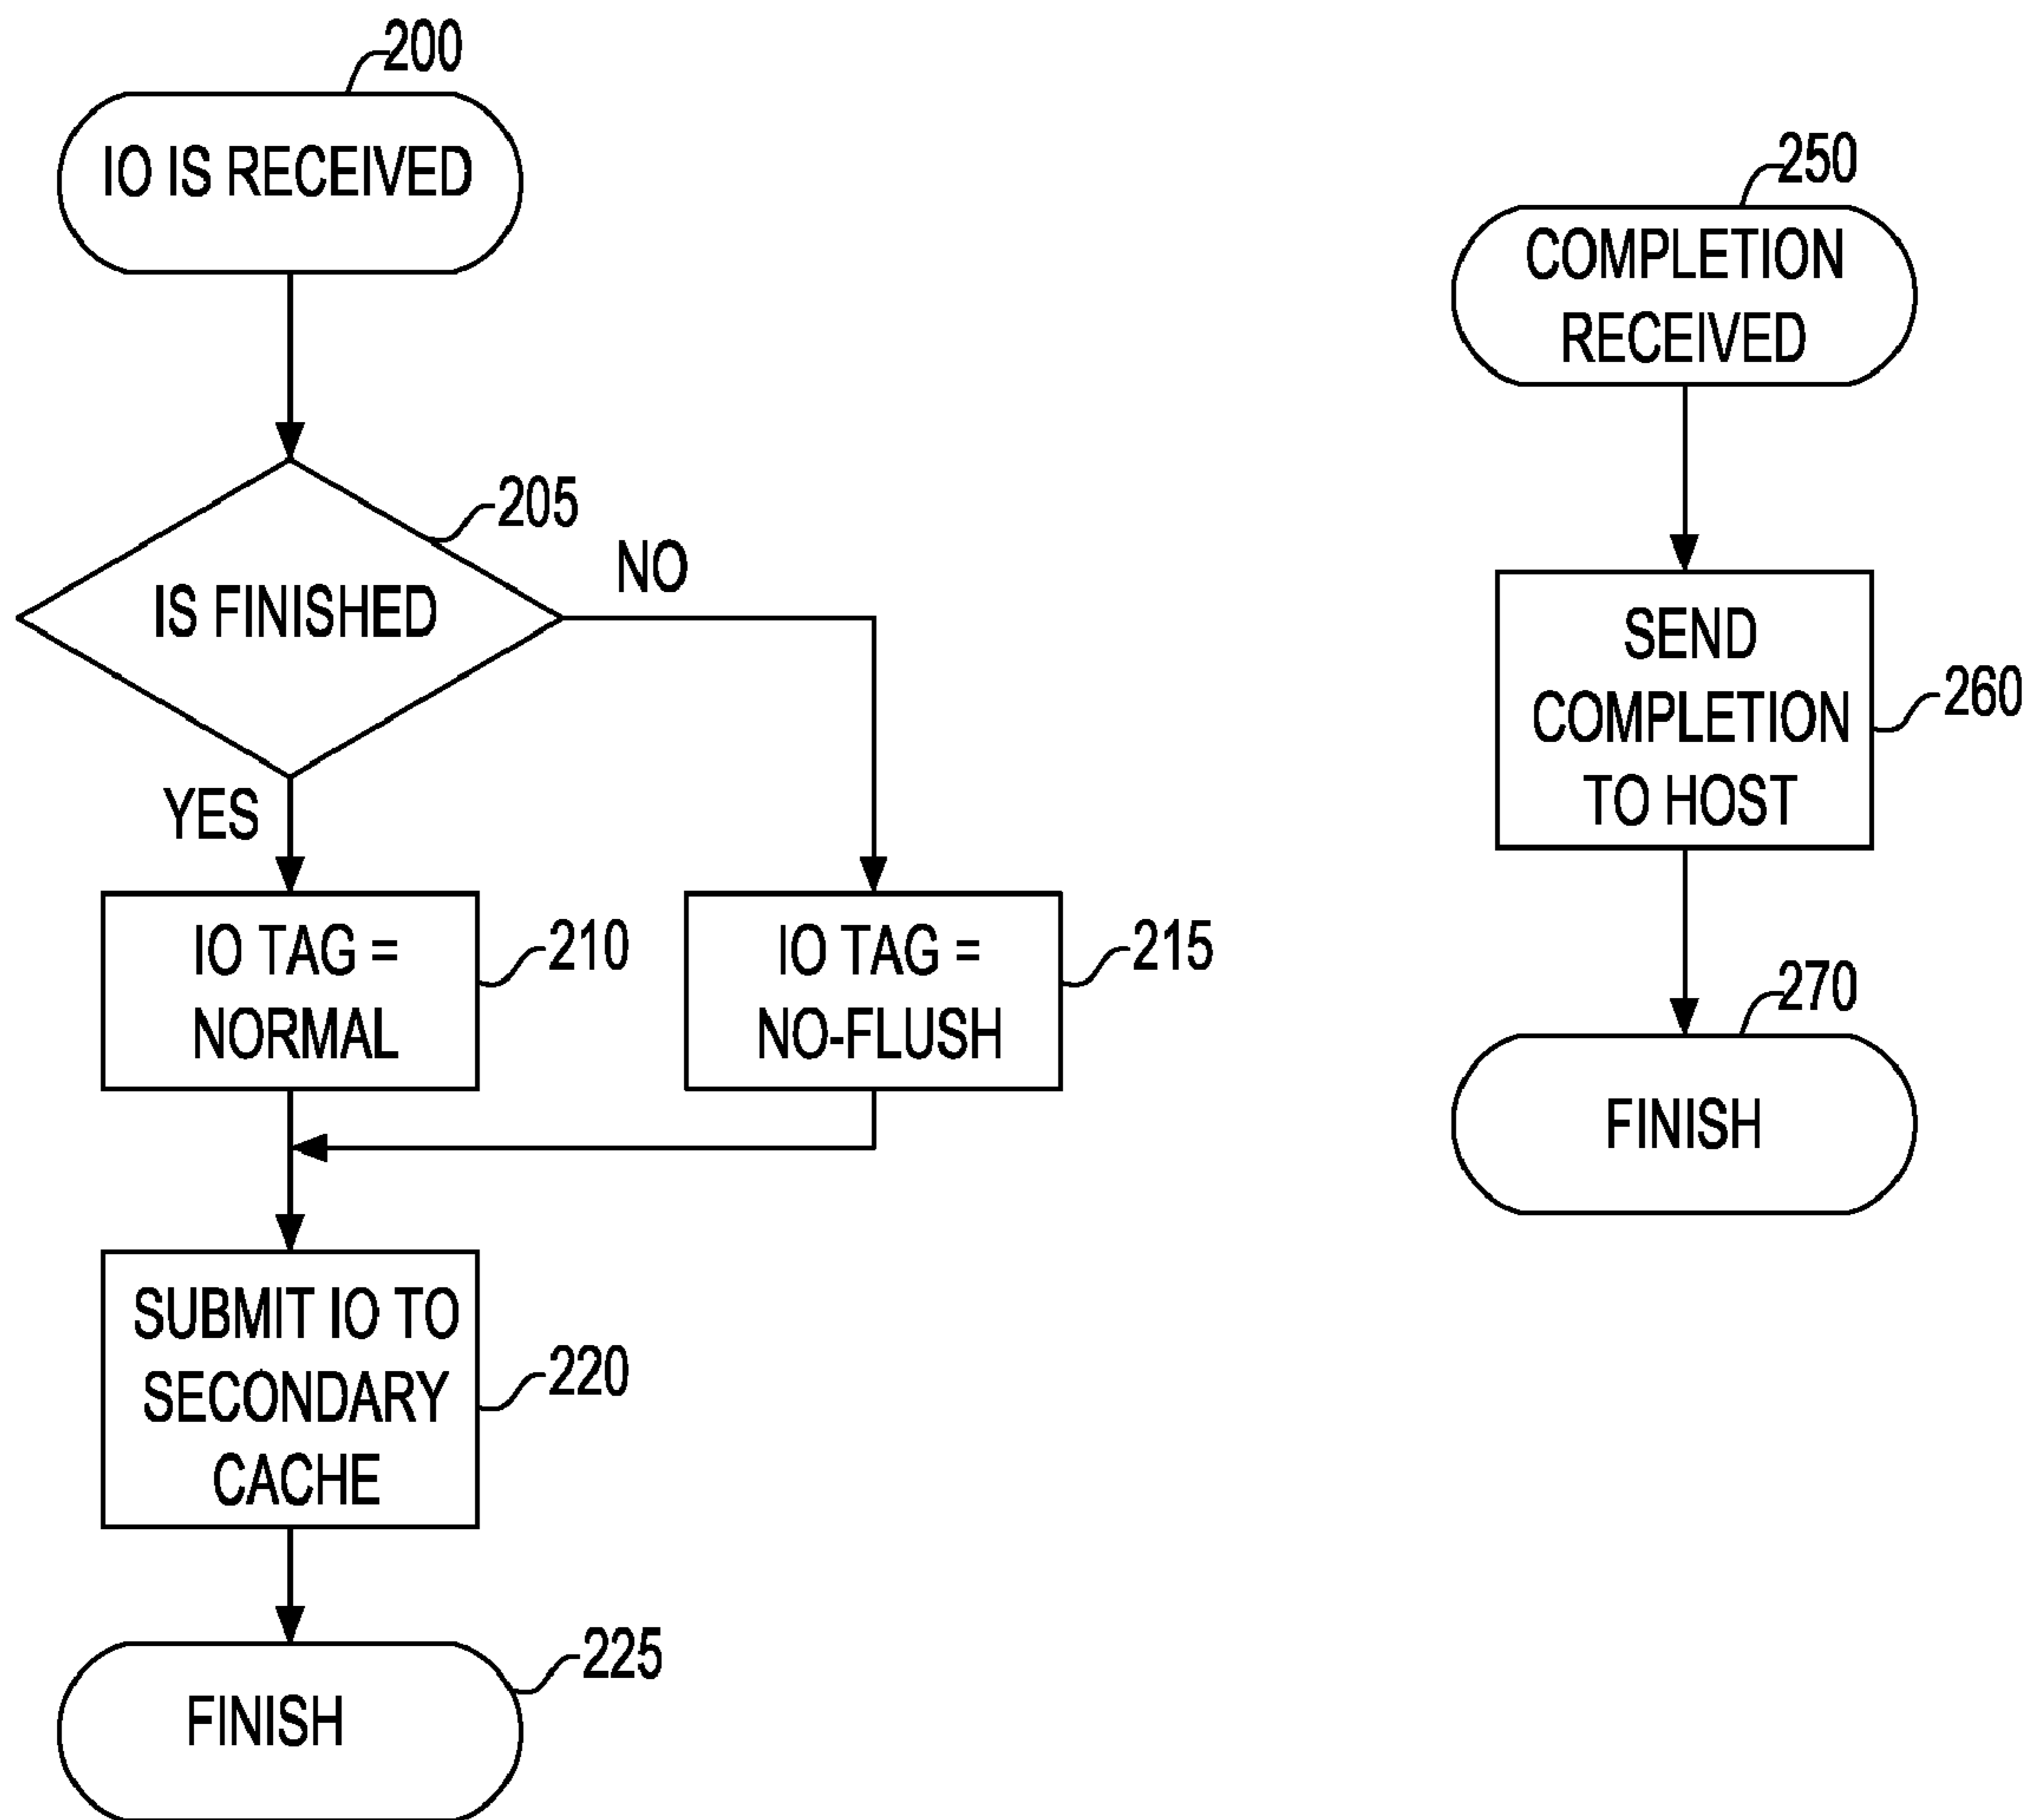 200
IO IS RECEIVED
205
IS FINISHED
NO
YES
IO TAG =
NORMAL
210
IO TAG =
NO-FLUSH
215
SUBMIT IO TO
SECONDARY
CACHE
220
225
FINISH
250
COMPLETION
RECEIVED
SEND
COMPLETION
TO HOST
260
270
FINISH